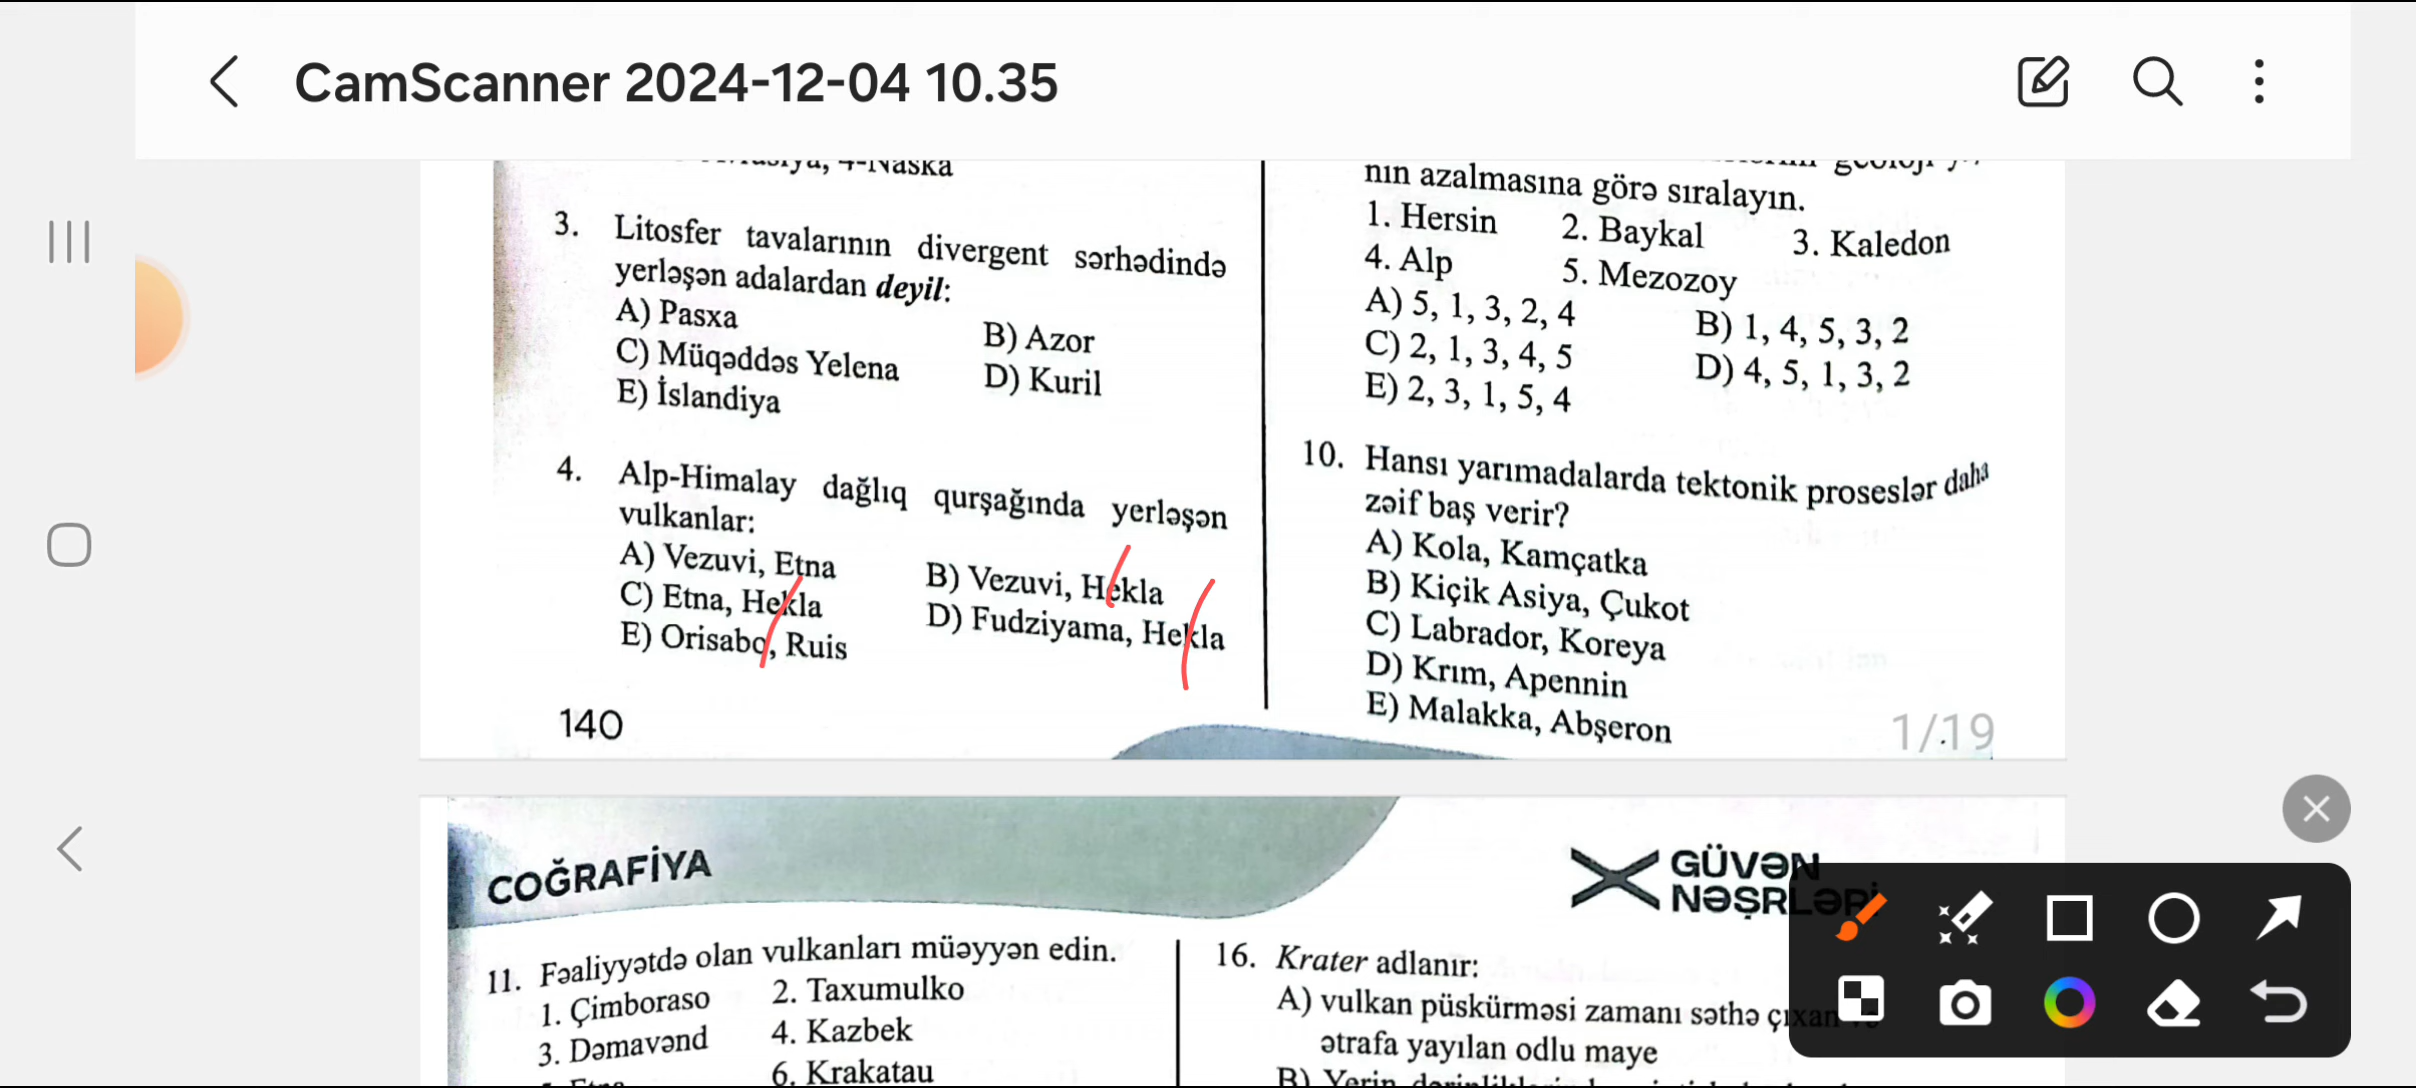 CamScanner 2024-12-04 10.35
4-Naska
3. Litosfer tavalarının divergent sərhədində
yerləşən adalardan deyil:
A) Pasxa
B) Azor
C) Müqəddəs Yelena
D) Kuril
E) İslandiya
4. Alp-Himalay dağlıq qurşağında yerləşən
vulkanlar:
A) Vezuvi, Etna
B) Vezuvi, Hekla
C) Etna, Hekla
D) Fudziyama, Hekla
E) Orisabo, Ruis
140
nın azalmasına görə sıralayın.
1. Hersin 2. Baykal 3. Kaledon
4. Alp 5. Mezozoy
A) 5, 1, 3, 2, 4
B) 1, 4, 5, 3, 2
C) 2, 1, 3, 4, 5
D) 4, 5, 1, 3, 2
E) 2, 3, 1, 5, 4
10. Hansı yarımadalarda tektonik proseslər daha
zəif baş verir?
A) Kola, Kamçatka
B) Kiçik Asiya, Çukot
C) Labrador, Koreya
D) Krım, Apennin
E) Malakka, Abşeron
1/19
COĞRAFİYA
GÜVƏN
NƏŞRLƏRİ
11. Fəaliyyətdə olan vulkanları müəyyən edin.
1. Çimboraso 2. Taxumulko
3. Dəmavənd 4. Kazbek
6. Krakatau
16. Krater adlanır:
A) vulkan püskürməsi zamanı səthə çıxan və
ətrafa yayılan odlu maye
B) Yerin